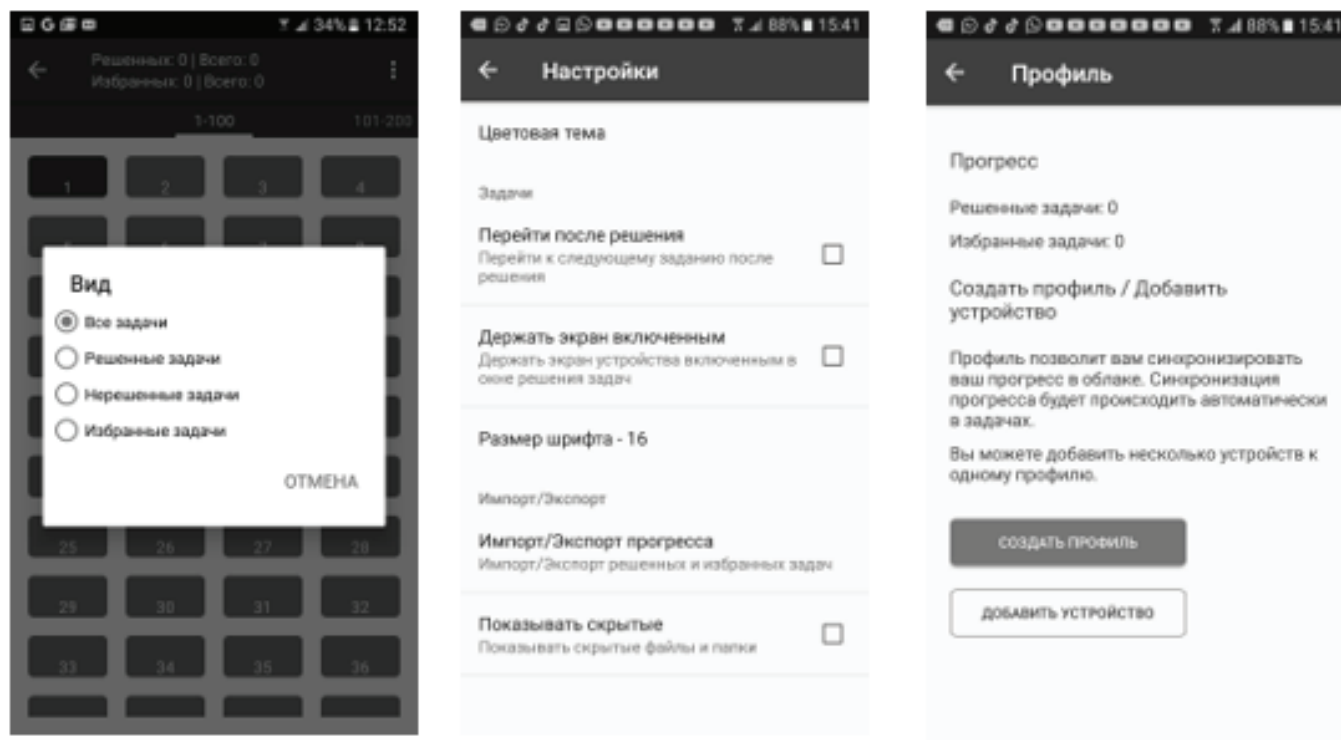 34% 12:52
Решенных: 0 | Всего: 0
Избранных: 0 | Всего: 0
1-100
101-200
1 2 3 4
Вид
Все задачи
Решенные задачи
Нерешенные задачи
Избранные задачи
ОТМЕНА
25 26 27 28
29 30 31 32
33 34 35 36
88% 15:41
Настройки
Цветовая тема
Задачи
Перейти после решения
Перейти к следующему заданию после
решения
Держать экран включенным
Держать экран устройства включенным в
окне решения задач
Размер шрифта - 16
Импорт/Экспорт
Импорт/Экспорт прогресса
Импорт/Экспорт решенных и избранных задач
Показывать скрытые
Показывать скрытые файлы и папки
88% 15:41
Профиль
Прогресс
Решенные задачи: 0
Избранные задачи: 0
Создать профиль / Добавить
устройство
Профиль позволит вам синхронизировать
ваш прогресс в облаке. Синхронизация
прогресса будет происходить автоматически
в задачах.
Вы можете добавить несколько устройств к
одному профилю.
СОЗДАТЬ ПРОФИЛЬ
ДОБАВИТЬ УСТРОЙСТВО